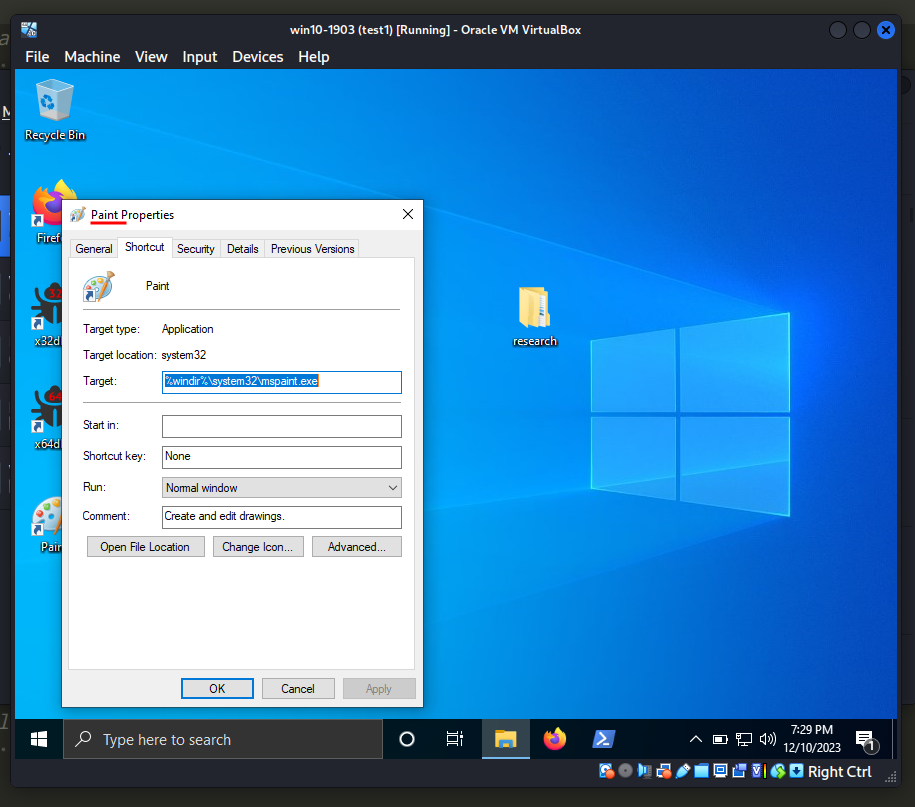 win10-1903 (test1) [Running] - Oracle VM VirtualBox
File Machine View Input Devices Help
Recycle Bin
Paint Properties
General Shortcut Security Details Previous Versions
Paint
Target type: Application
Target location: system32
Target: %windir%\system32\mspaint.exe
Start in:
Shortcut key: None
Run: Normal window
Comment: Create and edit drawings.
Open File Location Change Icon... Advanced...
OK Cancel Apply
Firef
32
x32d
64
x64d
Pain
research
Type here to search
7:29 PM
12/10/2023
1
Right Ctrl